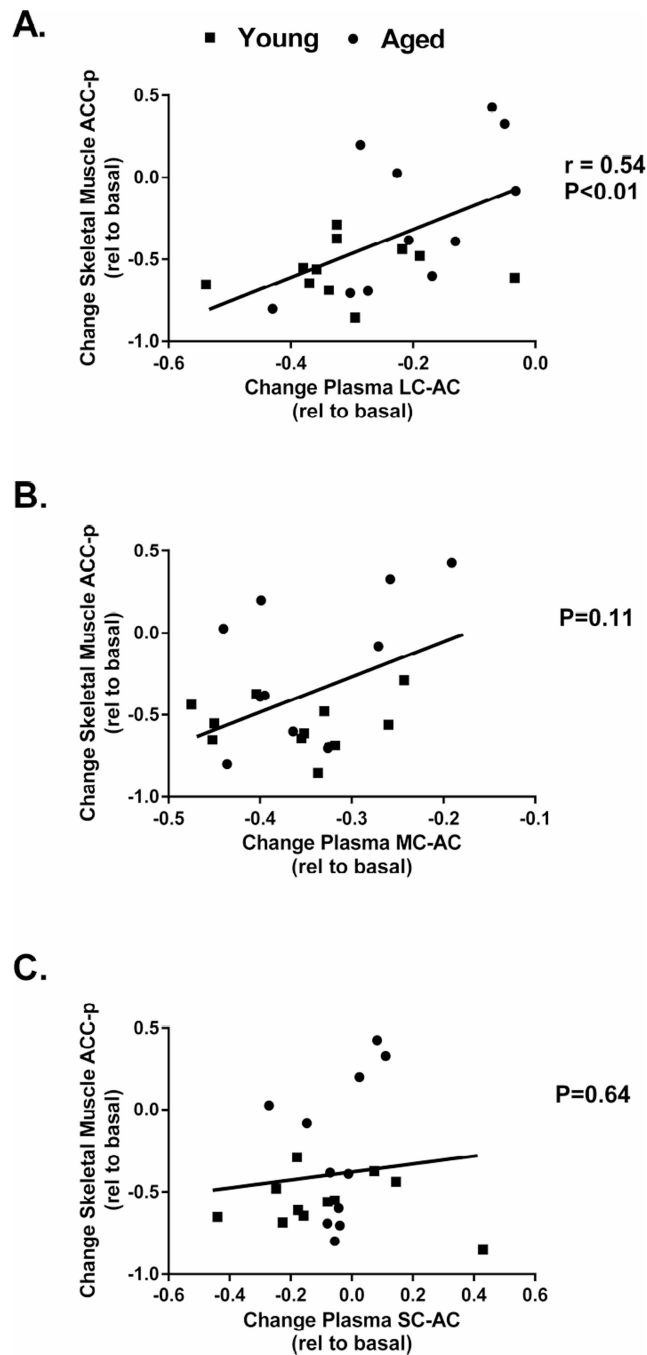 A.
Young Aged
Change Skeletal Muscle ACC-p
(rel to basal)
0.5
0.0
-0.5
-1.0
-0.6 -0.4 -0.2 0.0
Change Plasma LC-AC
(rel to basal)
r = 0.54
P<0.01
B.
Change Skeletal Muscle ACC-p
(rel to basal)
0.5
0.0
-0.5
-1.0
-0.5 -0.4 -0.3 -0.2 -0.1
Change Plasma MC-AC
(rel to basal)
P=0.11
C.
Change Skeletal Muscle ACC-p
(rel to basal)
0.5
0.0
-0.5
-1.0
-0.6 -0.4 -0.2 0.0 0.2 0.4 0.6
Change Plasma SC-AC
(rel to basal)
P=0.64